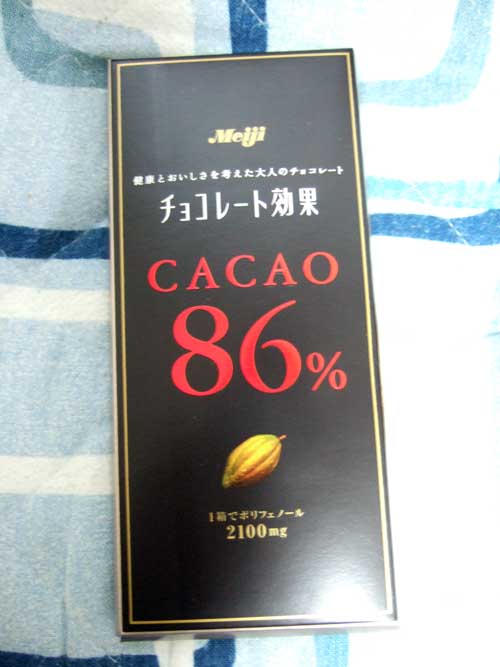 Meiji
健康とおいしさを考えた大人のチョコレート
チョコレート効果
CACAO
86%
1箱でポリフェノール
2100mg